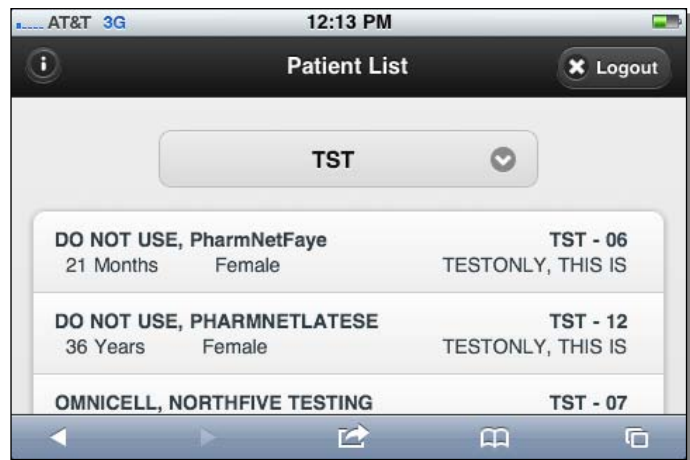 AT&T 3G 12:13 PM
Patient List Logout
TST
DO NOT USE, PharmNetFaye TST - 06
21 Months Female TESTONLY, THIS IS
DO NOT USE, PHARMNETLATESE TST - 12
36 Years Female TESTONLY, THIS IS
OMNICELL, NORTHFIVE TESTING TST - 07